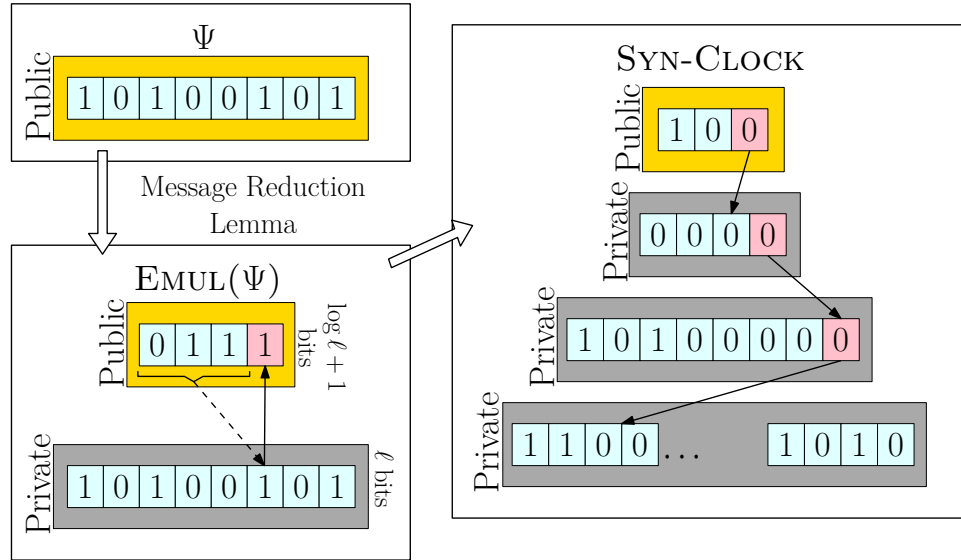 Ψ
Public
1 0 1 0 0 1 0 1
Message Reduction
Lemma
EMUL(Ψ)
Public
0 1 1 1
log ℓ + 1
bits
Private
1 0 1 0 0 1 0 1
ℓ bits
SYN-CLOCK
Public
1 0 0
Private
0 0 0 0
Private
1 0 1 0 0 0 0 0
Private
1 1 0 0 ... 1 0 1 0